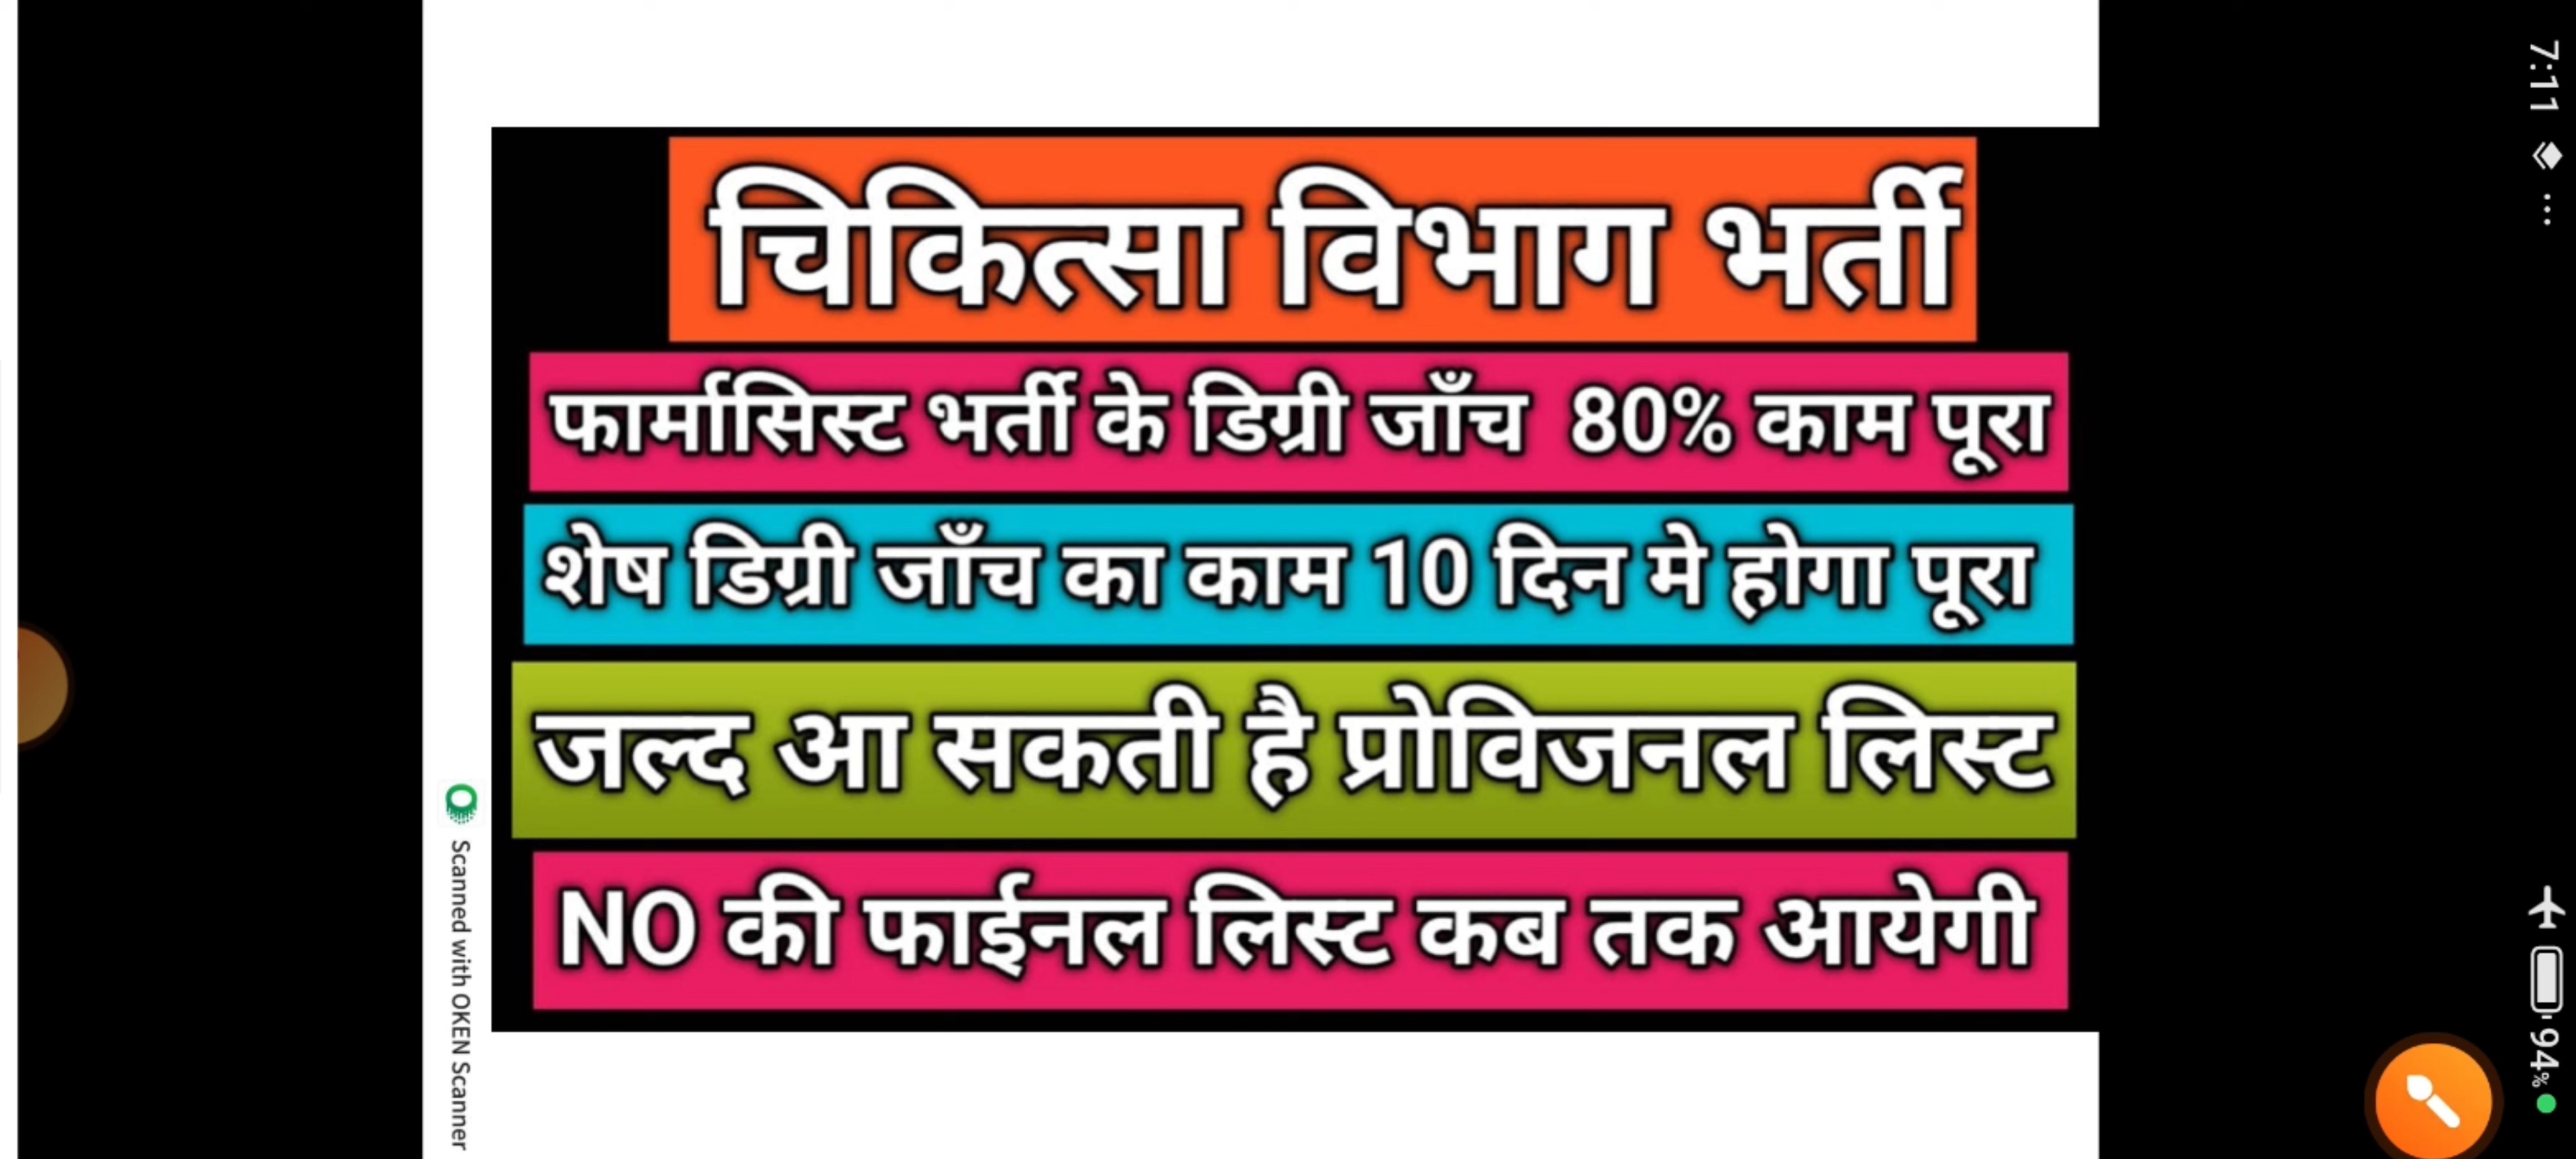 चिकित्सा विभाग भर्ती
फार्मासिस्ट भर्ती के डिग्री जाँच 80% काम पूरा
शेष डिग्री जाँच का काम 10 दिन मे होगा पूरा
जल्द आ सकती है प्रोविजनल लिस्ट
NO की फाईनल लिस्ट कब तक आयेगी
Scanned with OKEN Scanner
7:11
94%